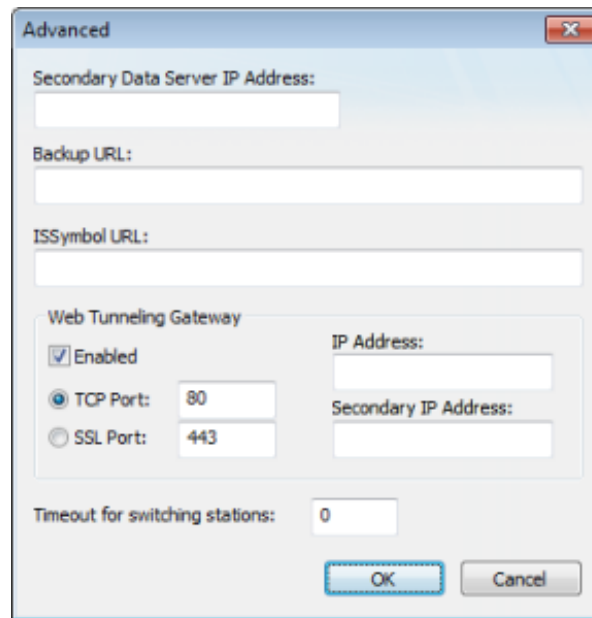 Advanced
Secondary Data Server IP Address:
Backup URL:
ISSymbol URL:
Web Tunneling Gateway
Enabled
IP Address:
TCP Port: 80
SSL Port: 443
Secondary IP Address:
Timeout for switching stations: 0
OK
Cancel